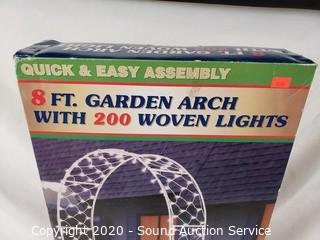 QUICK & EASY ASSEMBLY
8 FT. GARDEN ARCH
WITH 200 WOVEN LIGHTS
Copyright 2020 - Sound Auction Service